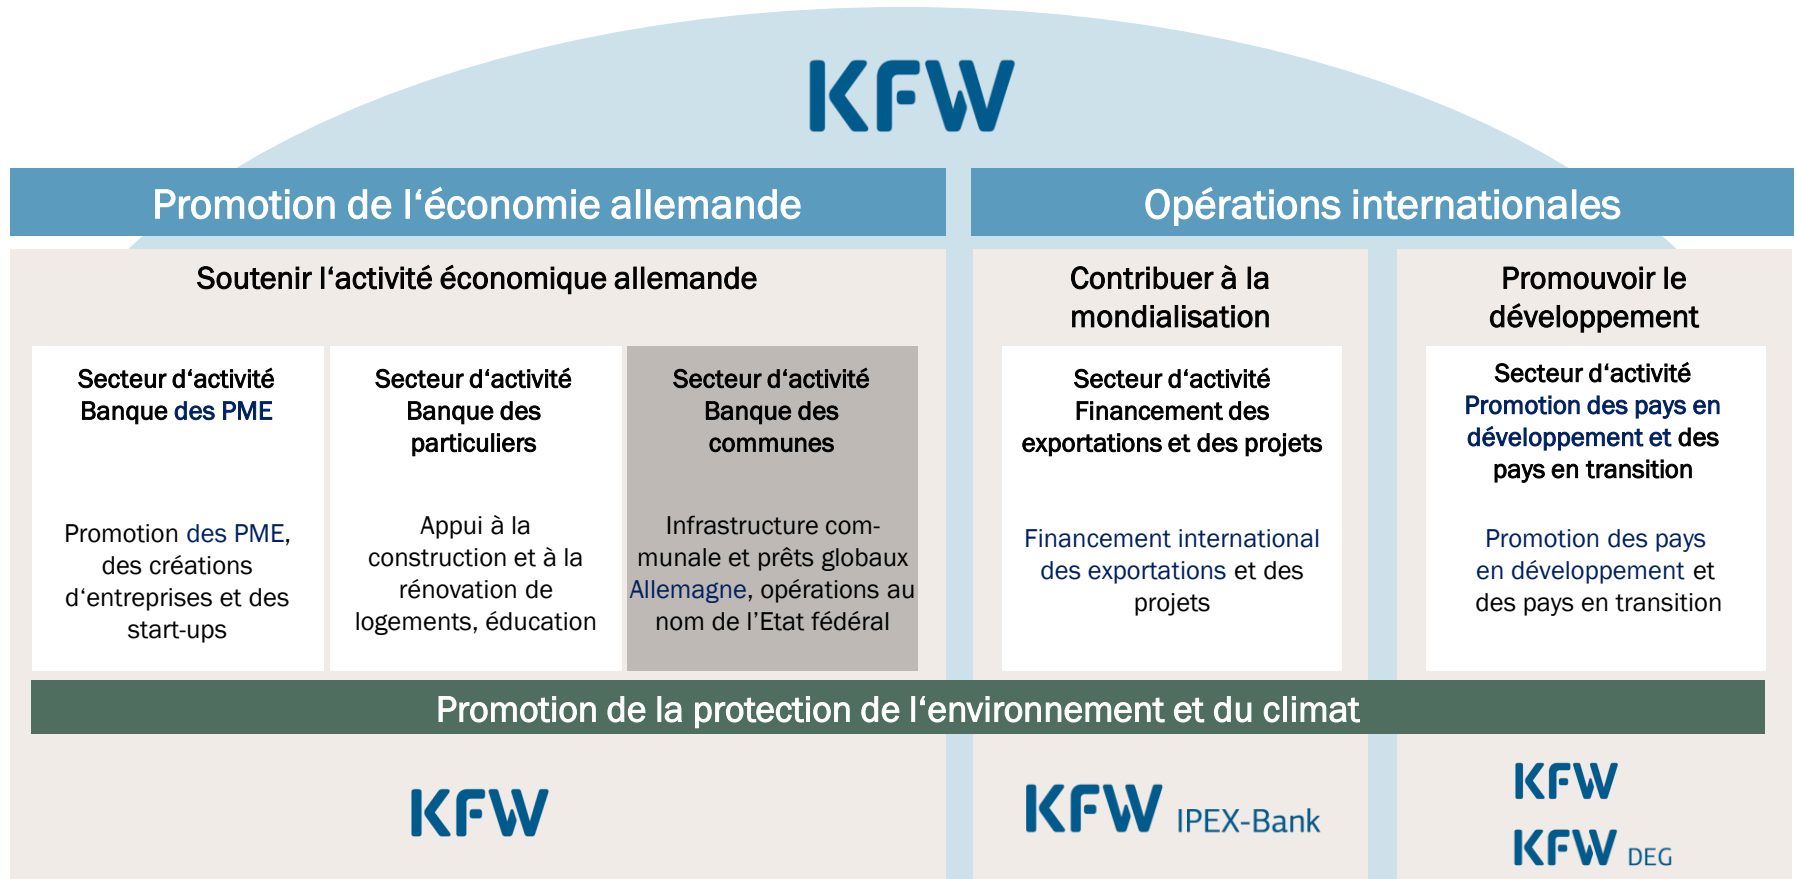 KFW
Promotion de l‘économie allemande
Opérations internationales
Soutenir l‘activité économique allemande
Contribuer à la
mondialisation
Promouvoir le
développement
Secteur d‘activité
Banque des PME
Promotion des PME,
des créations
d‘entreprises et des
start-ups
Secteur d‘activité
Banque des
particuliers
Appui à la
construction et à la
rénovation de
logements, éducation
Secteur d‘activité
Banque des
communes
Infrastructure com-
munale et prêts globaux
Allemagne, opérations au
nom de l’Etat fédéral
Secteur d‘activité
Financement des
exportations et des projets
Financement international
des exportations et des
projets
Secteur d‘activité
Promotion des pays en
développement et des
pays en transition
Promotion des pays
en développement et
des pays en transition
Promotion de la protection de l‘environnement et du climat
KFW
KFW IPEX-Bank
KFW
KFW DEG